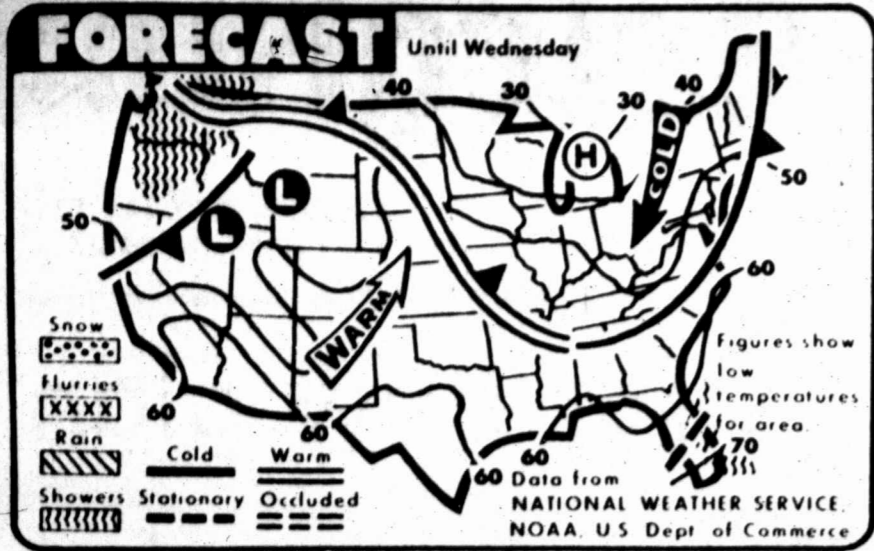 FORECAST
Until Wednesday
40
30
30
40
COLD
H
50
L
L
50
60
WARM
Snow
Flurries
Rain
Showers
60
60
Cold
Warm
Stationary
Occluded
60
60
70
Figures show
low
temperatures
for area.
Data from
NATIONAL WEATHER SERVICE,
NOAA, U S Dept of Commerce